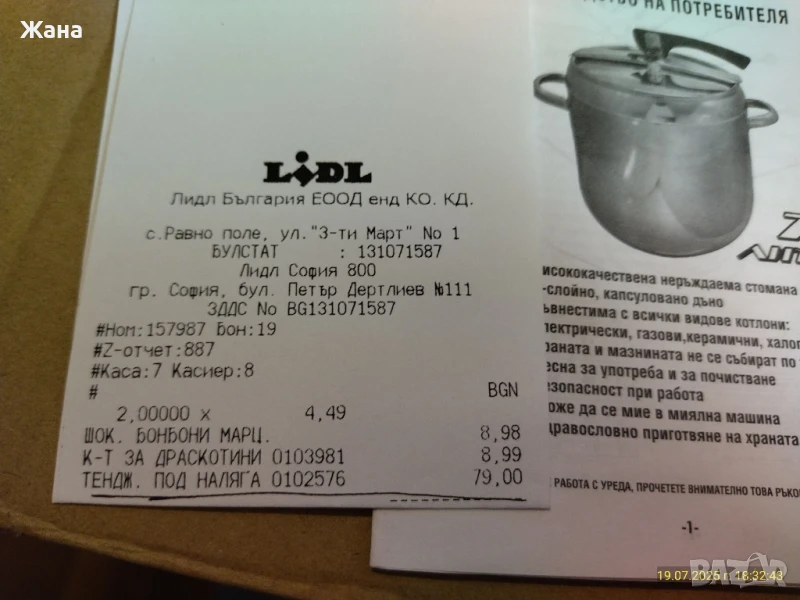 Жана
LiDL
Лидл България ЕООД енд КО. КД.
с.Равно поле, ул."3-ти Март" No 1
БУЛСТАТ : 131071587
Лидл София 800
гр. София, бул. Петър Дертлиев №111
ЗДДС No BG131071587
#Ном:157987 Бон:19
#Z-отчет:887
#Каса:7 Касиер:8
# BGN
2,00000 x 4,49
ШОК. БОНБОНИ МАРЦ. 8,98
К-Т ЗА ДРАСКОТИНИ 0103981 8,99
ТЕНДЖ. ПОД НАЛЯГА 0102576 79,00
НА ПОТРЕБИТЕЛЯ
исококачествена неръждаема стомана
-слойно, капсуловано дъно
ъвнестима с всички видове котлони:
лектрически, газови,керамични, халог
раната и мазнината не се събират по
есна за употреба и за почистване
езопасност при работа
оже да се мие в миялна машина
дравословно приготвяне на храната
РАБОТА С УРЕДА, ПРОЧЕТЕТЕ ВНИМАТЕЛНО ТОВА РЪКО
-1-
19.07.2025 г. 18:32:43
BAZAR